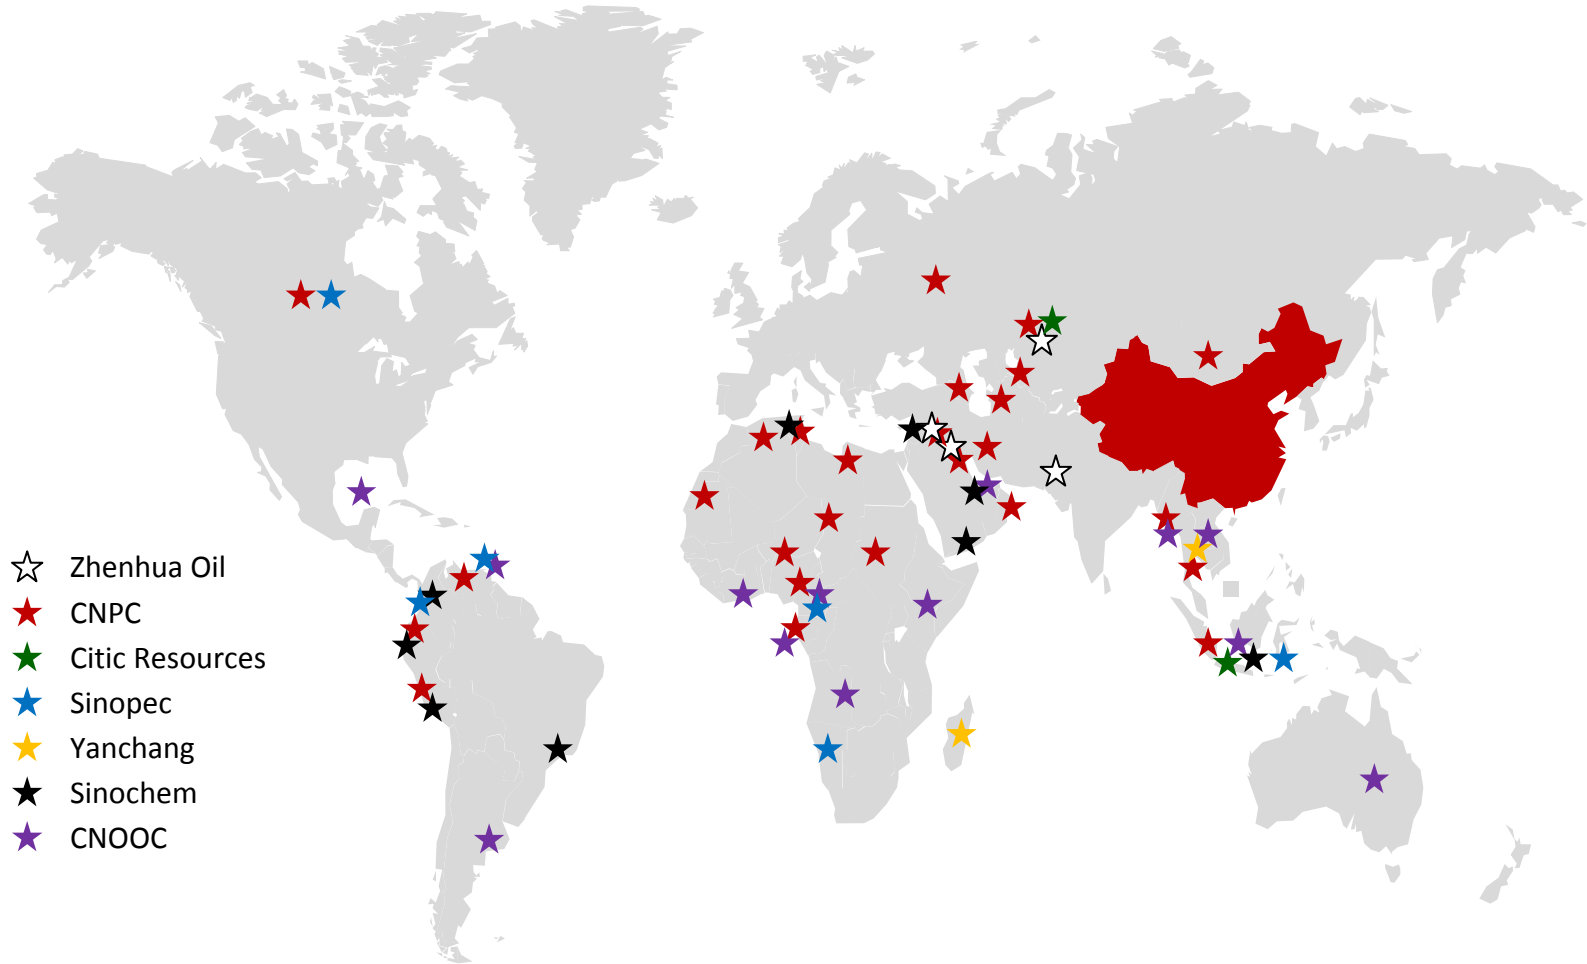 Zhenhua Oil
CNPC
Citic Resources
Sinopec
Yanchang
Sinochem
CNOOC